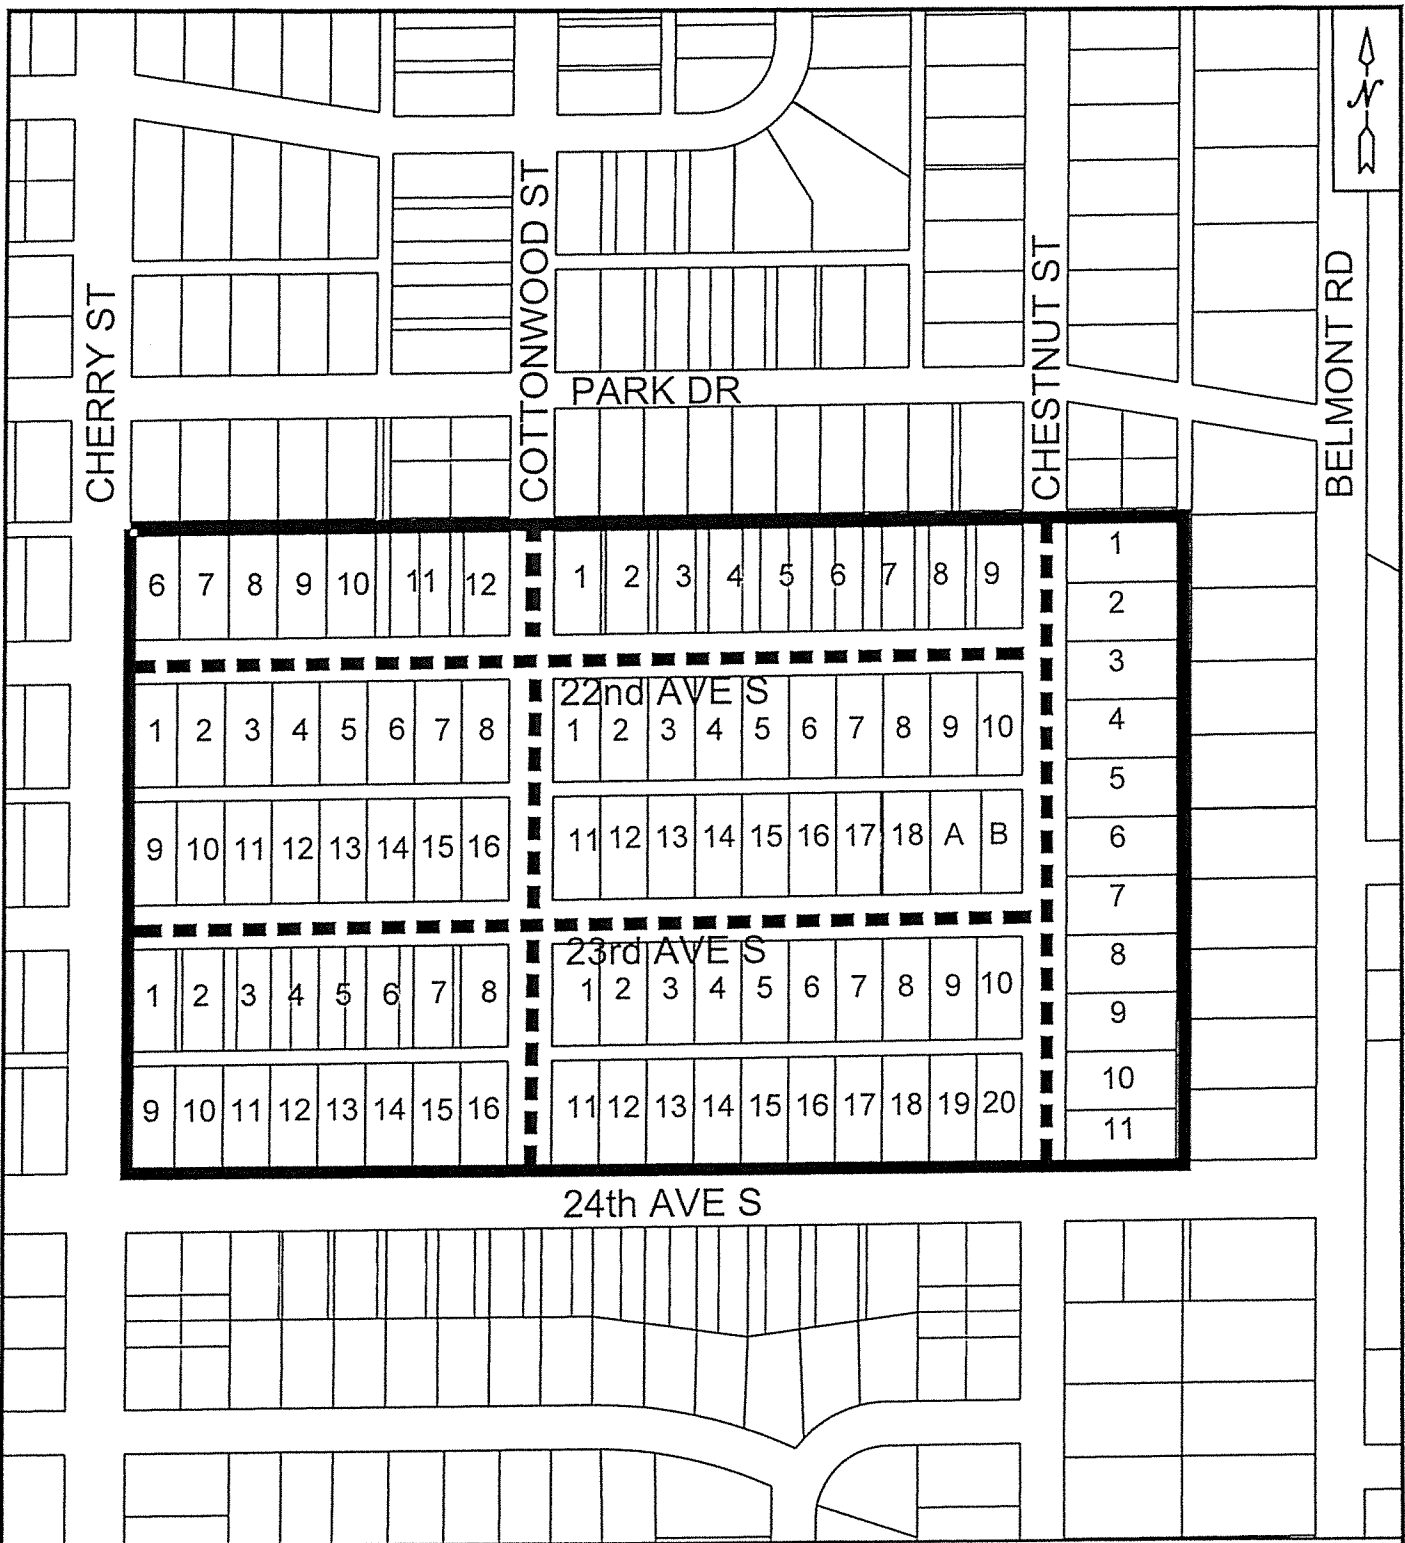 N
CHERRY ST
COTTONWOOD ST
CHESTNUT ST
BELMONT RD
PARK DR
6 7 8 9 10 11 12 1 2 3 4 5 6 7 8 9
22nd AVE S
1 2 3 4 5 6 7 8 1 2 3 4 5 6 7 8 9 10
9 10 11 12 13 14 15 16 11 12 13 14 15 16 17 18 A B
23rd AVE S
1 2 3 4 5 6 7 8 1 2 3 4 5 6 7 8 9 10
9 10 11 12 13 14 15 16 11 12 13 14 15 16 17 18 19 20
1
2
3
4
5
6
7
8
9
10
11
24th AVE S